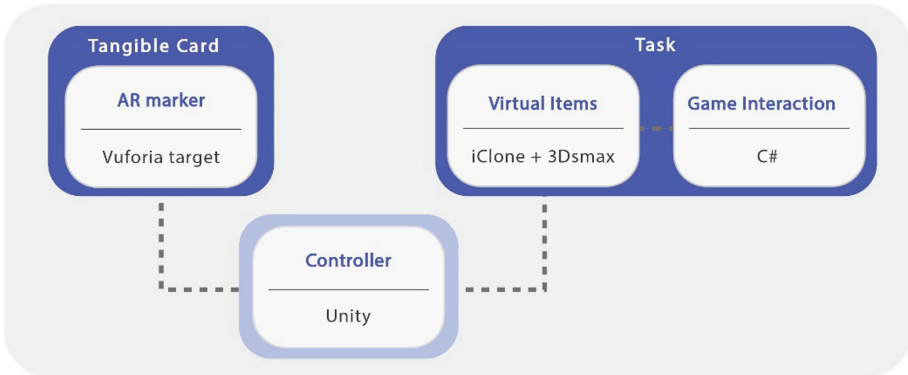 Tangible Card
AR marker
Vuforia target
Task
Virtual Items
iClone + 3Dsmax
Game Interaction
C#
Controller
Unity